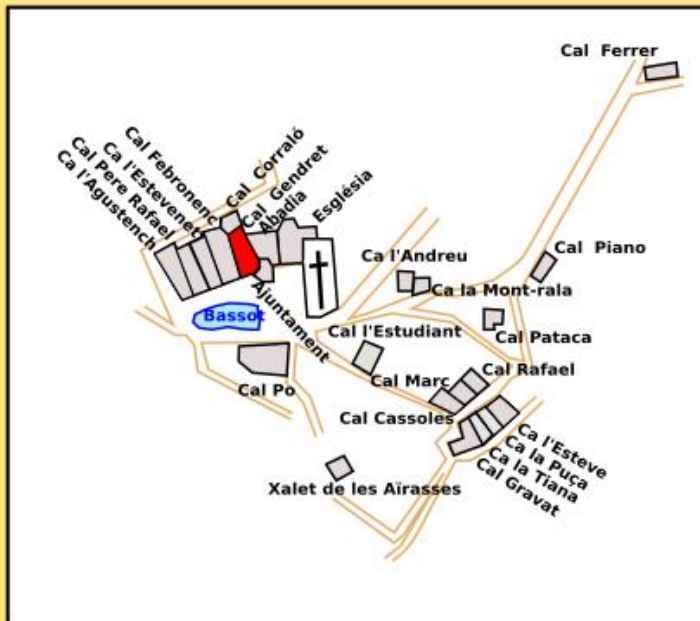 Cal Ferrer
Cal Corraló
Cal Gendret
Abadia
Església
Cal Febronenc
Ca l'Estevenet
Cal Pere Rafael
Ca l'Agustench
Ca l'Andreu
Cal Piano
Ca la Mont-rala
Bassot
Ajuntament
Cal l'Estudiant
Cal Pataca
Cal Po
Cal Marc
Cal Rafael
Cal Cassoles
Ca l'Esteve
Ca la Puça
Ca la Tiana
Cal Gravat
Xalet de les Aïrasses